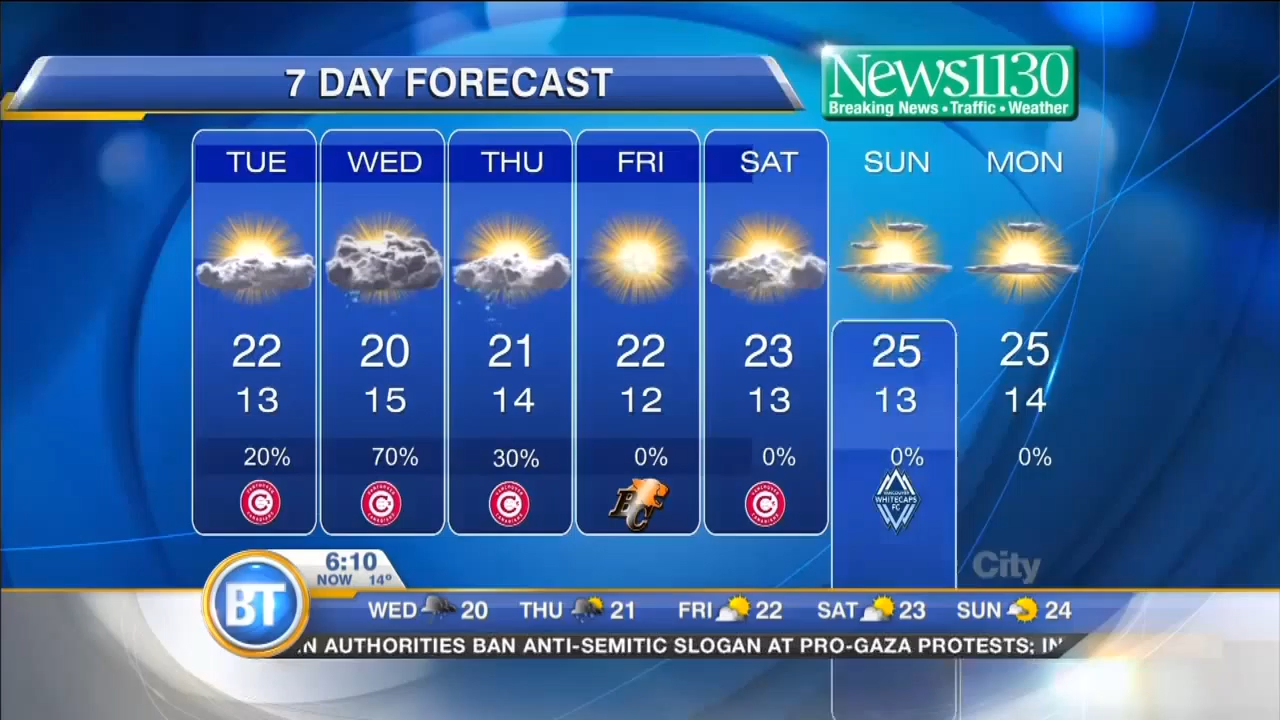 7 DAY FORECAST
News1130
Breaking News • Traffic • Weather
TUE WED THU FRI SAT SUN MON
22 20 21 22 23 25 25
13 15 14 12 13 13 14
20% 70% 30% 0% 0% 0% 0%
BC
VANCOUVER
WHITECAPS
FC
City
6:10
NOW 14°
BT
WED 20 THU 21 FRI 22 SAT 23 SUN 24
N AUTHORITIES BAN ANTI-SEMITIC SLOGAN AT PRO-GAZA PROTESTS; IN